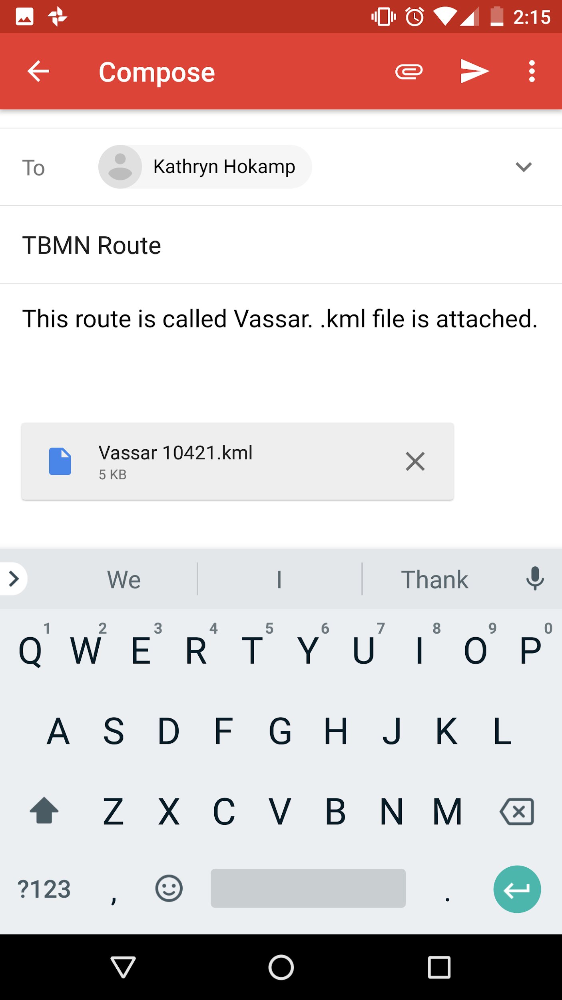 2:15
Compose
To Kathryn Hokamp
TBMN Route
This route is called Vassar. .kml file is attached.
Vassar 10421.kml
5 KB
We I Thank
1 2 3 4 5 6 7 8 9 0
Q W E R T Y U I O P
A S D F G H J K L
Z X C V B N M
?123 , .